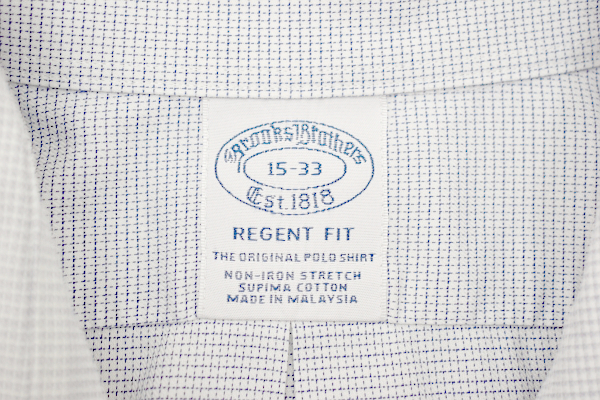 Brooks Brothers
15-33
Est. 1818
REGENT FIT
THE ORIGINAL POLO SHIRT
NON-IRON STRETCH
SUPIMA COTTON
MADE IN MALAYSIA